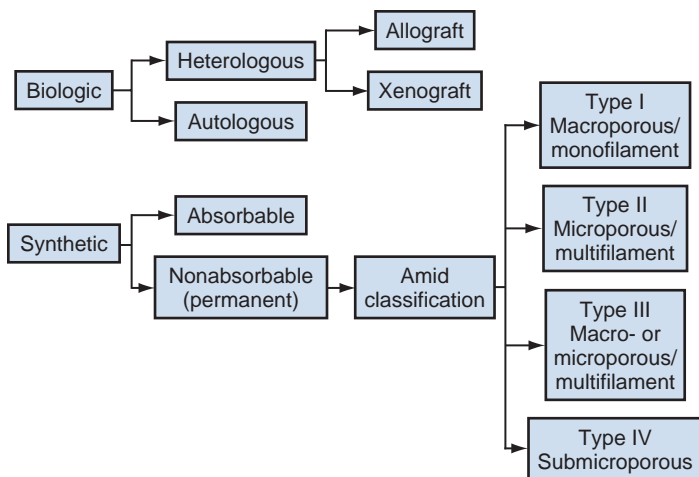 Biologic
Heterologous
Allograft
Xenograft
Autologous
Synthetic
Absorbable
Nonabsorbable
(permanent)
Amid
classification
Type I
Macroporous/
monofilament
Type II
Microporous/
multifilament
Type III
Macro- or
microporous/
multifilament
Type IV
Submicroporous